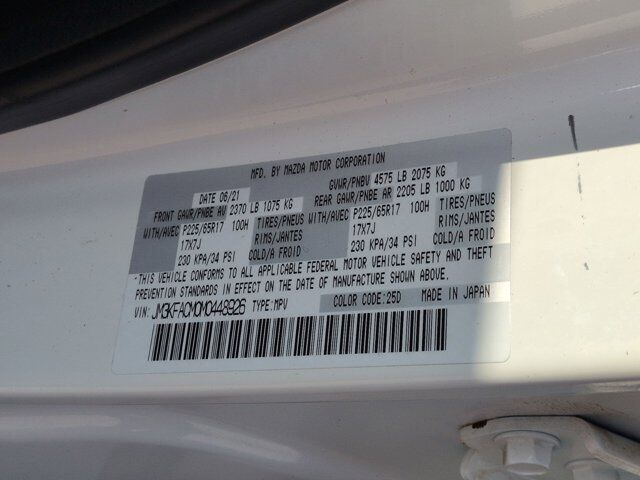 MFD. BY MAZDA MOTOR CORPORATION
DATE 06/21 GVWR/PNBV 4575 LB 2075 KG
FRONT GAWR/PNBE AV 2370 LB 1075 KG REAR GAWR/PNBE AR 2205 LB 1000 KG
WITH/AVEC P225/65R17 100H TIRES/PNEUS WITH/AVEC P225/65R17 100H TIRES/PNEUS
17X7J RIMS/JANTES 17X7J RIMS/JANTES
230 KPA/34 PSI COLD/A FROID 230 KPA/34 PSI COLD/A FROID
*THIS VEHICLE CONFORMS TO ALL APPLICABLE FEDERAL MOTOR VEHICLE SAFETY AND THEFT
PREVENTION STANDARDS IN EFFECT ON THE DATE OF MANUFACTURE SHOWN ABOVE.
VIN: JM3KFACM0M0448926 TYPE:MPV COLOR CODE:25D MADE IN JAPAN